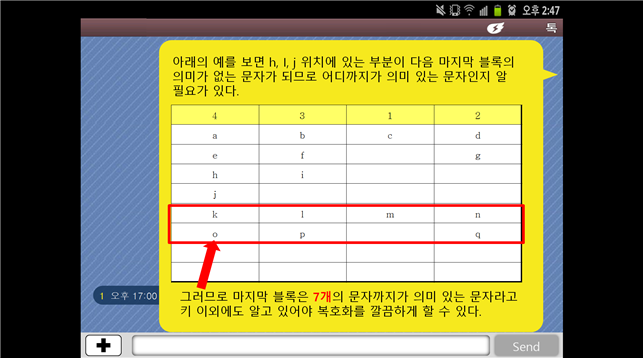 오후 2:47
톡
아래의 예를 보면 h, I, j 위치에 있는 부분이 다음 마지막 블록의
의미가 없는 문자가 되므로 어디까지가 의미 있는 문자인지 알
필요가 있다.
4 3 1 2
a b c d
e f g
h i
j
k l m n
o p q
그러므로 마지막 블록은 7개의 문자까지가 의미 있는 문자라고
키 이외에도 알고 있어야 복호화를 깔끔하게 할 수 있다.
1 오후 17:00
Send